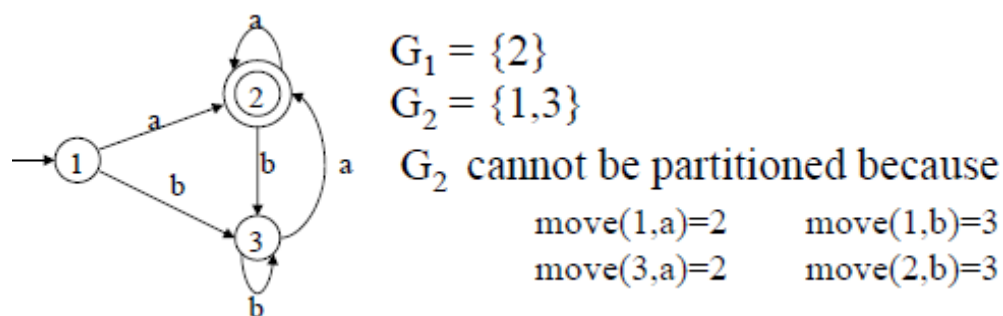 a
2
a
1
b
b
a
3
b
G₁ = {2}
G₂ = {1,3}
G₂ cannot be partitioned because
move(1,a)=2 move(1,b)=3
move(3,a)=2 move(2,b)=3